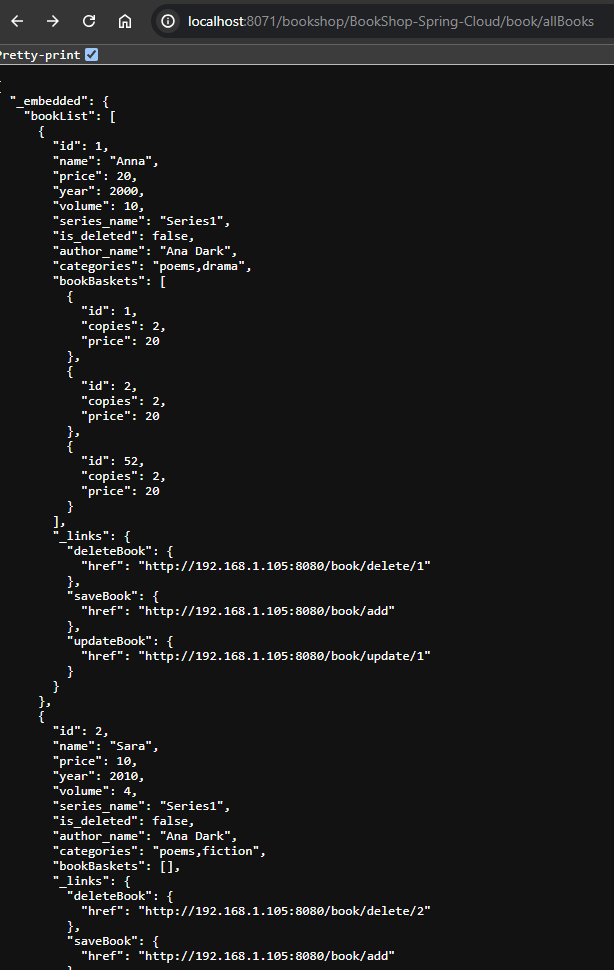 localhost:8071/bookshop/BookShop-Spring-Cloud/book/allBooks
Pretty-print
{
"_embedded": {
"bookList": [
{
"id": 1,
"name": "Anna",
"price": 20,
"year": 2000,
"volume": 10,
"series_name": "Series1",
"is_deleted": false,
"author_name": "Ana Dark",
"categories": "poems,drama",
"bookBaskets": [
{
"id": 1,
"copies": 2,
"price": 20
},
{
"id": 2,
"copies": 2,
"price": 20
},
{
"id": 52,
"copies": 2,
"price": 20
}
],
"_links": {
"deleteBook": {
"href": "http://192.168.1.105:8080/book/delete/1"
},
"saveBook": {
"href": "http://192.168.1.105:8080/book/add"
},
"updateBook": {
"href": "http://192.168.1.105:8080/book/update/1"
}
}
},
{
"id": 2,
"name": "Sara",
"price": 10,
"year": 2010,
"volume": 4,
"series_name": "Series1",
"is_deleted": false,
"author_name": "Ana Dark",
"categories": "poems,fiction",
"bookBaskets": [],
"_links": {
"deleteBook": {
"href": "http://192.168.1.105:8080/book/delete/2"
},
"saveBook": {
"href": "http://192.168.1.105:8080/book/add"